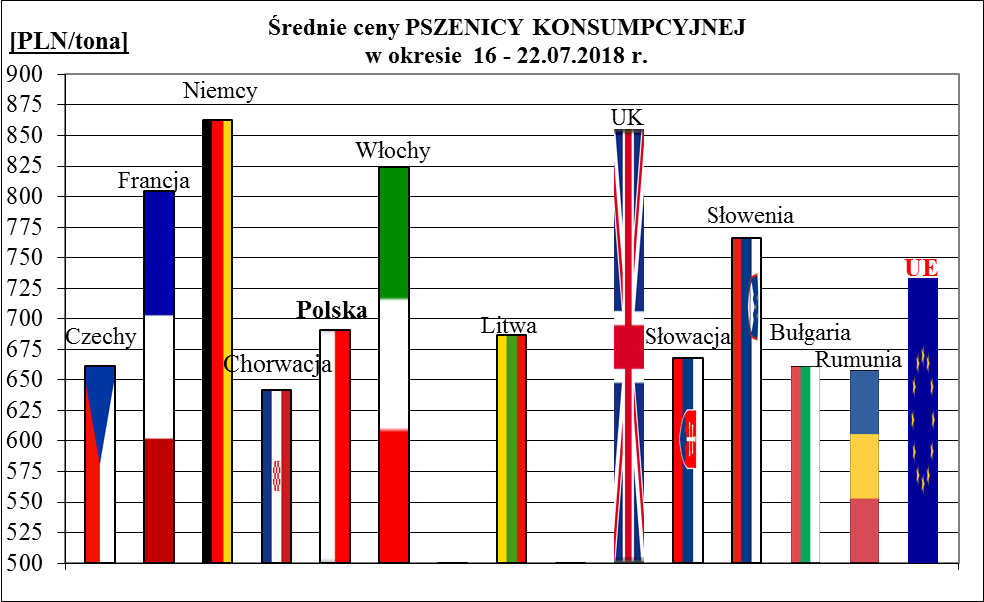 Średnie ceny PSZENICY KONSUMPCYJNEJ
w okresie 16 - 22.07.2018 r.
[PLN/tona]
900
875
850
825
800
775
750
725
700
675
650
625
600
575
550
525
500
Czechy
Francja
Niemcy
Chorwacja
Polska
Włochy
Litwa
UK
Słowacja
Słowenia
Bułgaria
Rumunia
UE